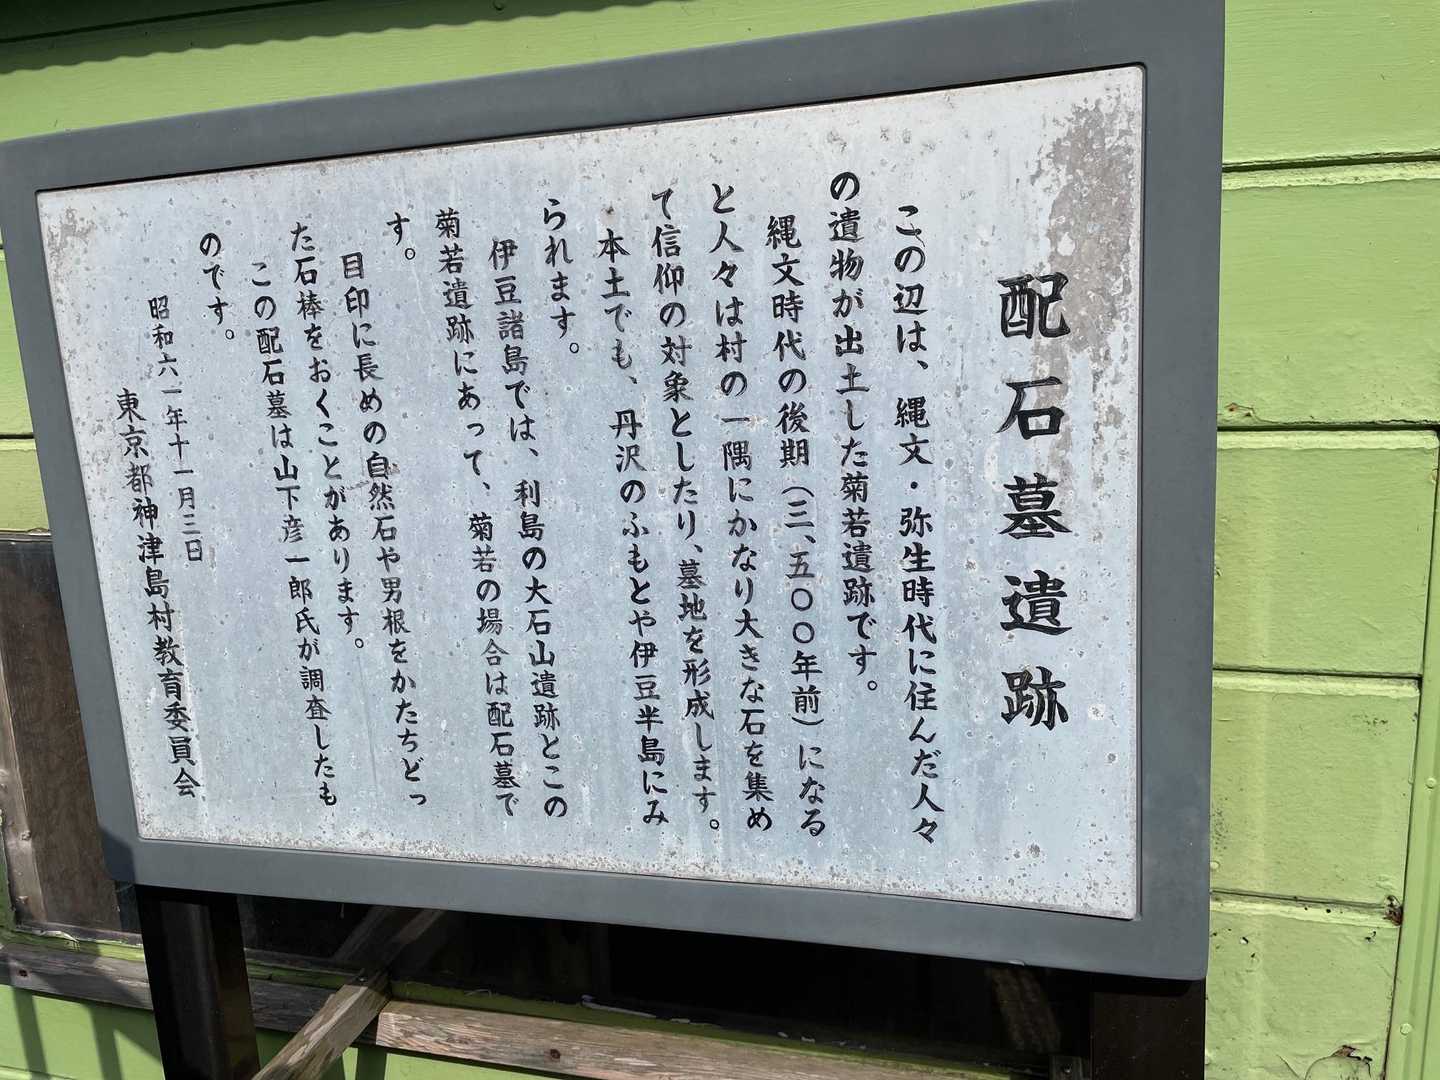 配石墓遺跡
この辺は、縄文・弥生時代に住んだ人々
の遺物が出土した菊若遺跡です。
縄文時代の後期（三、五〇〇年前）になる
と人々は村の一隅にかなり大きな石を集め
て信仰の対象としたり、墓地を形成します。
本土でも、丹沢のふもとや伊豆半島にみ
られます。
伊豆諸島では、利島の大石山遺跡とこの
菊若遺跡にあって、菊若の場合は配石墓で
す。
目印に長めの自然石や男根をかたちどっ
た石棒をおくことがあります。
この配石墓は山下彦一郎氏が調査したも
のです。
昭和六一年十一月三日
東京都神津島村教育委員会